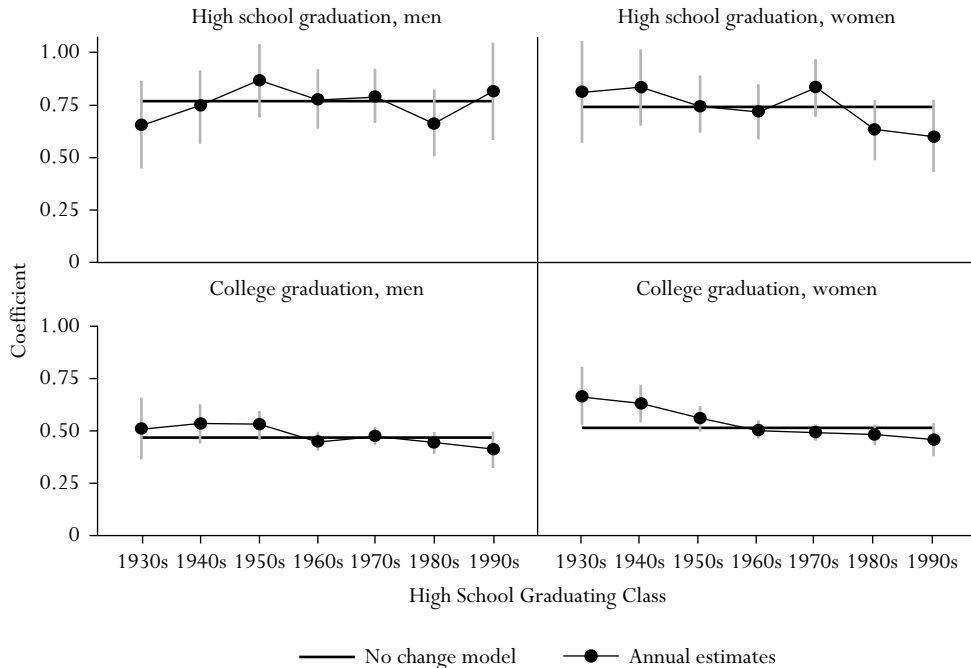 High school graduation, men
High school graduation, women
1.00
0.75
0.50
0.25
0
College graduation, men
College graduation, women
Coefficient
1.00
0.75
0.50
0.25
0
1930s 1940s 1950s 1960s 1970s 1980s 1990s
1930s 1940s 1950s 1960s 1970s 1980s 1990s
High School Graduating Class
No change model
Annual estimates